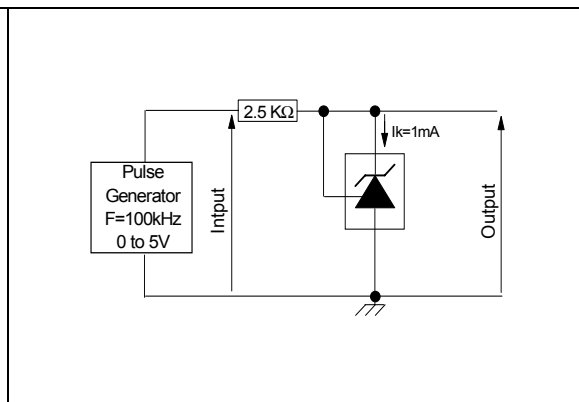 2.5 KΩ
Ik=1mA
Pulse
Generator
F=100kHz
0 to 5V
Intput
Output